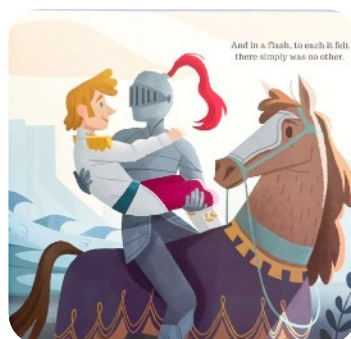 And in a flash, to each it felt
there simply was no other.